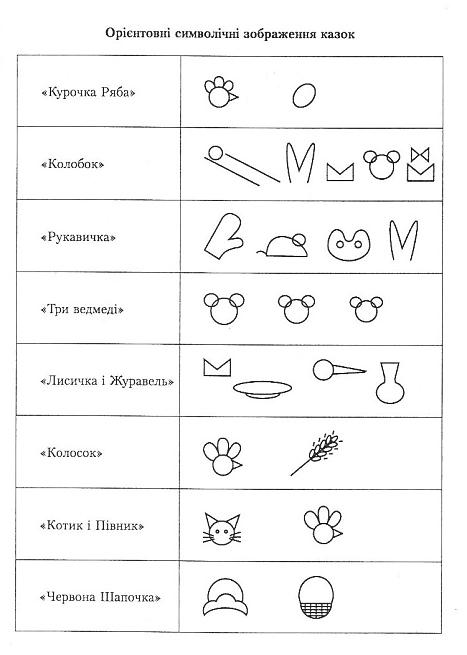 Орієнтовні символічні зображення казок
«Курочка Ряба»
«Колобок»
«Рукавичка»
«Три ведмеді»
«Лисичка і Журавель»
«Колосок»
«Котик і Півник»
«Червона Шапочка»